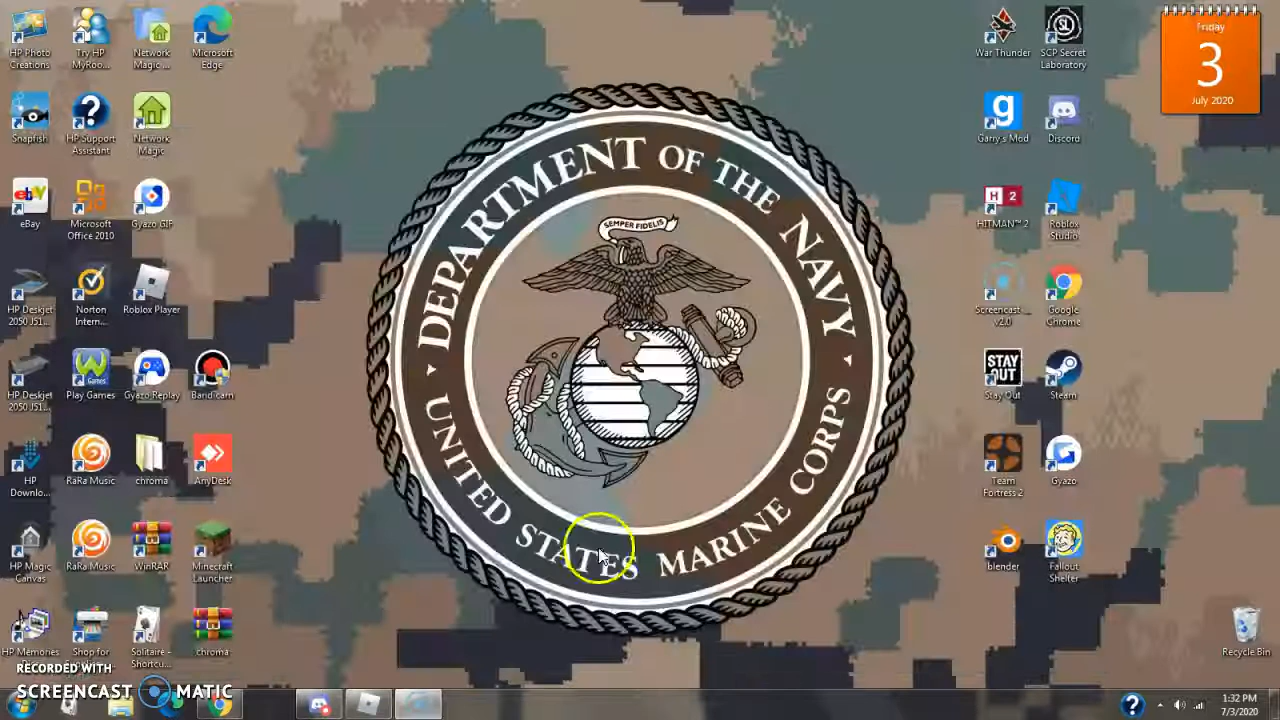 HP Photo
Creations
Try HP
MyRoo...
Network
Magic ...
Microsoft
Edge
Snapfish
HP Support
Assistant
Network
Magic
eBay
Microsoft
Office 2010
Gyazo GIF
HP Deskjet
2050 J51...
Norton
Intern...
Roblox Player
HP Deskjet
2050 J51...
Play Games
Gyazo Replay
Bandicam
HP
Downlo...
RaRa Music
chroma
AnyDesk
HP Magic
Canvas
RaRa Music
WinRAR
Minecraft
Launcher
HP Memories
Shop for
Solitaire -
Shortcu...
chroma
DEPARTMENT OF THE NAVY
SEMPER FIDELIS
UNITED STATES MARINE CORPS
War Thunder
SCP Secret
Laboratory
g
Garry's Mod
Discord
H 2
HITMAN™ 2
Roblox
Studio
Screencast-...
v2.0
Google
Chrome
STAY
OUT
Stay Out
Steam
Team
Fortress 2
Gyazo
blender
Fallout
Shelter
Friday
3
July 2020
Recycle Bin
RECORDED WITH
SCREENCAST MATIC
1:32 PM
7/3/2020